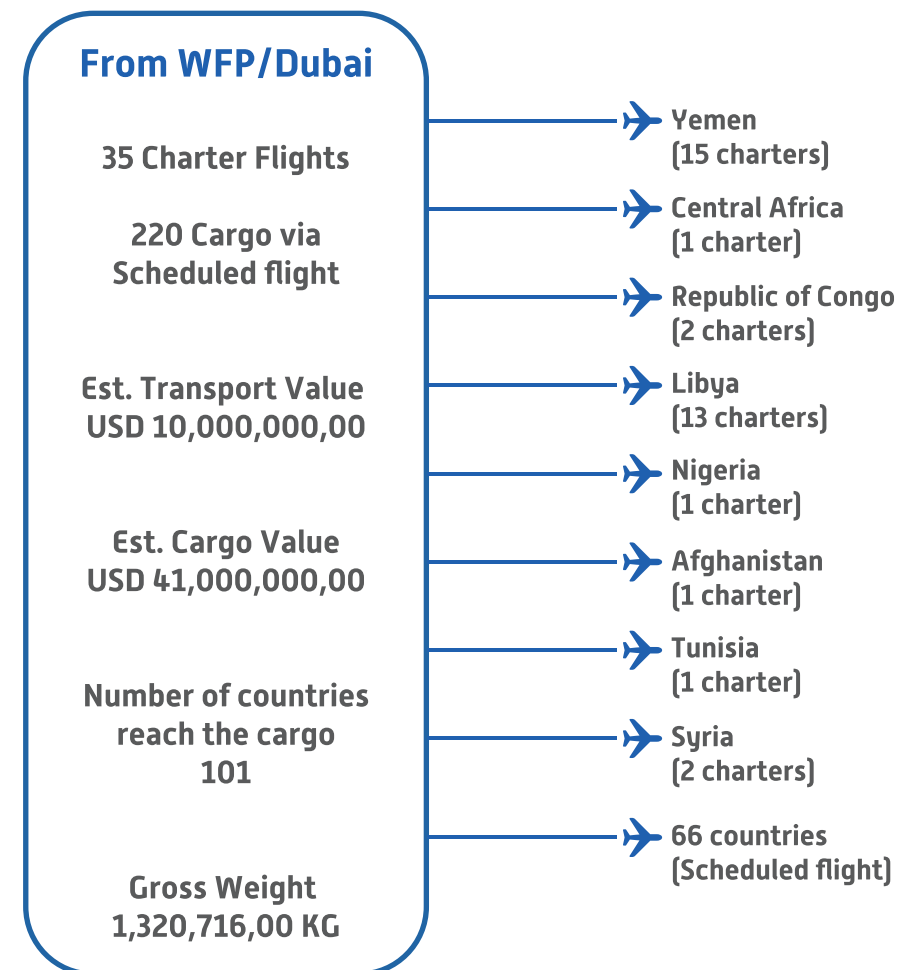 From WFP/Dubai
35 Charter Flights
220 Cargo via
Scheduled flight
Est. Transport Value
USD 10,000,000,00
Est. Cargo Value
USD 41,000,000,00
Number of countries
reach the cargo
101
Gross Weight
1,320,716,00 KG
Yemen
(15 charters)
Central Africa
(1 charter)
Republic of Congo
(2 charters)
Libya
(13 charters)
Nigeria
(1 charter)
Afghanistan
(1 charter)
Tunisia
(1 charter)
Syria
(2 charters)
66 countries
(Scheduled flight)